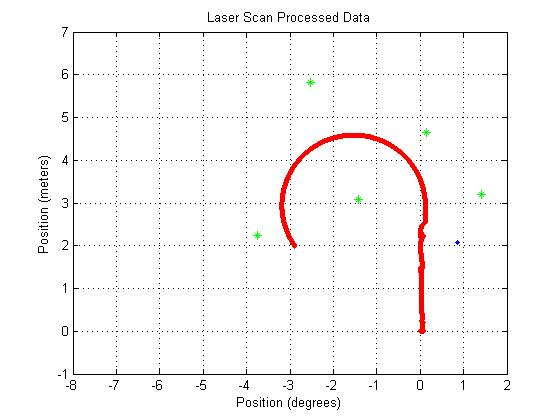 Laser Scan Processed Data
7
6
5
4
3
2
1
0
-1
Position (meters)
-8 -7 -6 -5 -4 -3 -2 -1 0 1 2
Position (degrees)